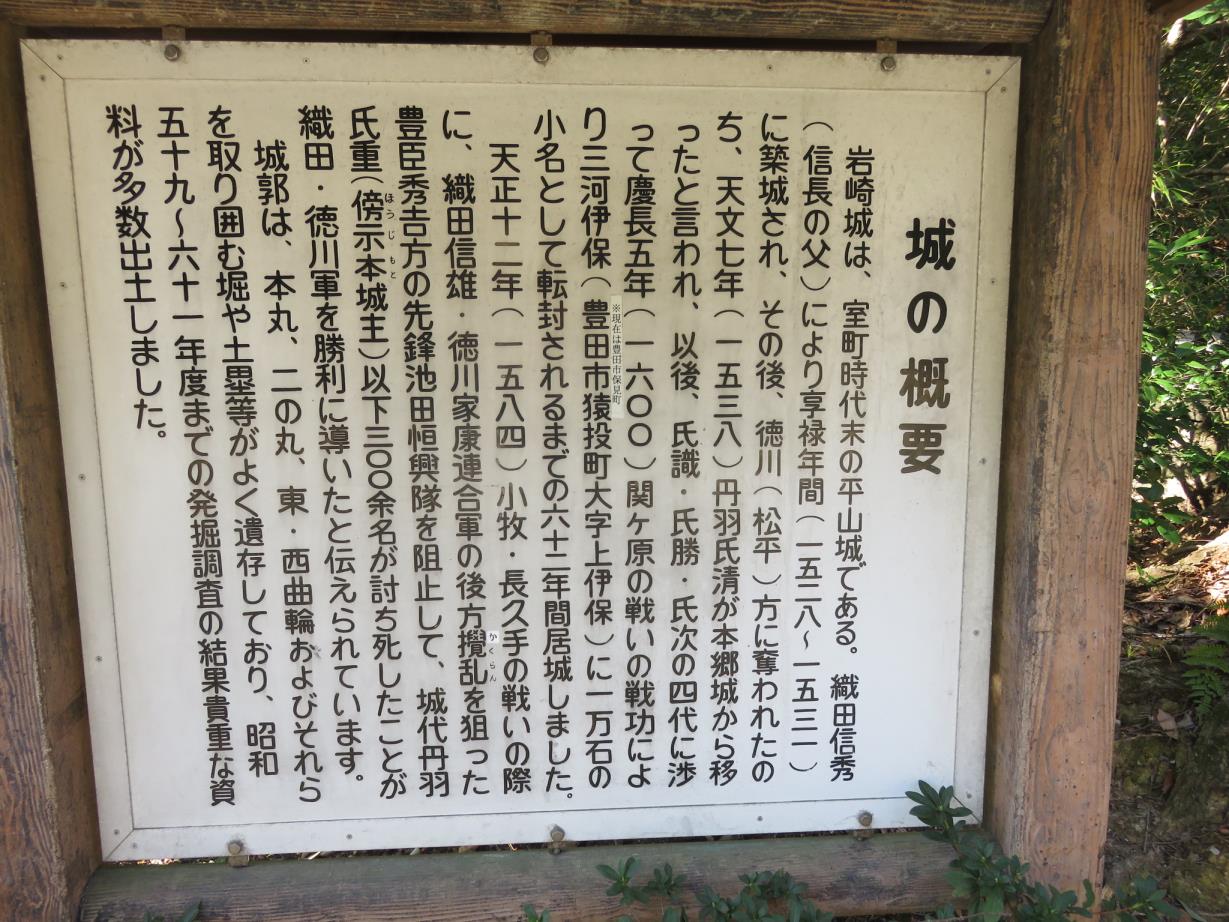 城の概要
岩崎城は、室町時代末の平山城である。織田信秀
(信長の父)により享禄年間(一五二八〜一五三一)
に築城され、その後、徳川(松平)方に奪われたの
ち、天文七年(一五三八)丹羽氏清が本郷城から移
ったと言われ、以後、氏識・氏勝・氏次の四代に渉
って慶長五年(一六〇〇)関ヶ原の戦いの戦功によ
※現在は豊田市保見町
り三河伊保(豊田市猿投町大字上伊保)に一万石の
小名として転封されるまでの六十二年間居城しました。
天正十二年(一五八四)小牧・長久手の戦いの際
かくらん
に、織田信雄・徳川家康連合軍の後方攪乱を狙った
豊臣秀吉方の先鋒池田恒興隊を阻止して、城代丹羽
ほうじもと
氏重(傍示本城主)以下三〇〇余名が討ち死したことが
織田・徳川軍を勝利に導いたと伝えられています。
城郭は、本丸、二の丸、東・西曲輪およびそれら
を取り囲む堀や土塁等がよく遺存しており、昭和
五十九〜六十一年度までの発掘調査の結果貴重な資
料が多数出土しました。